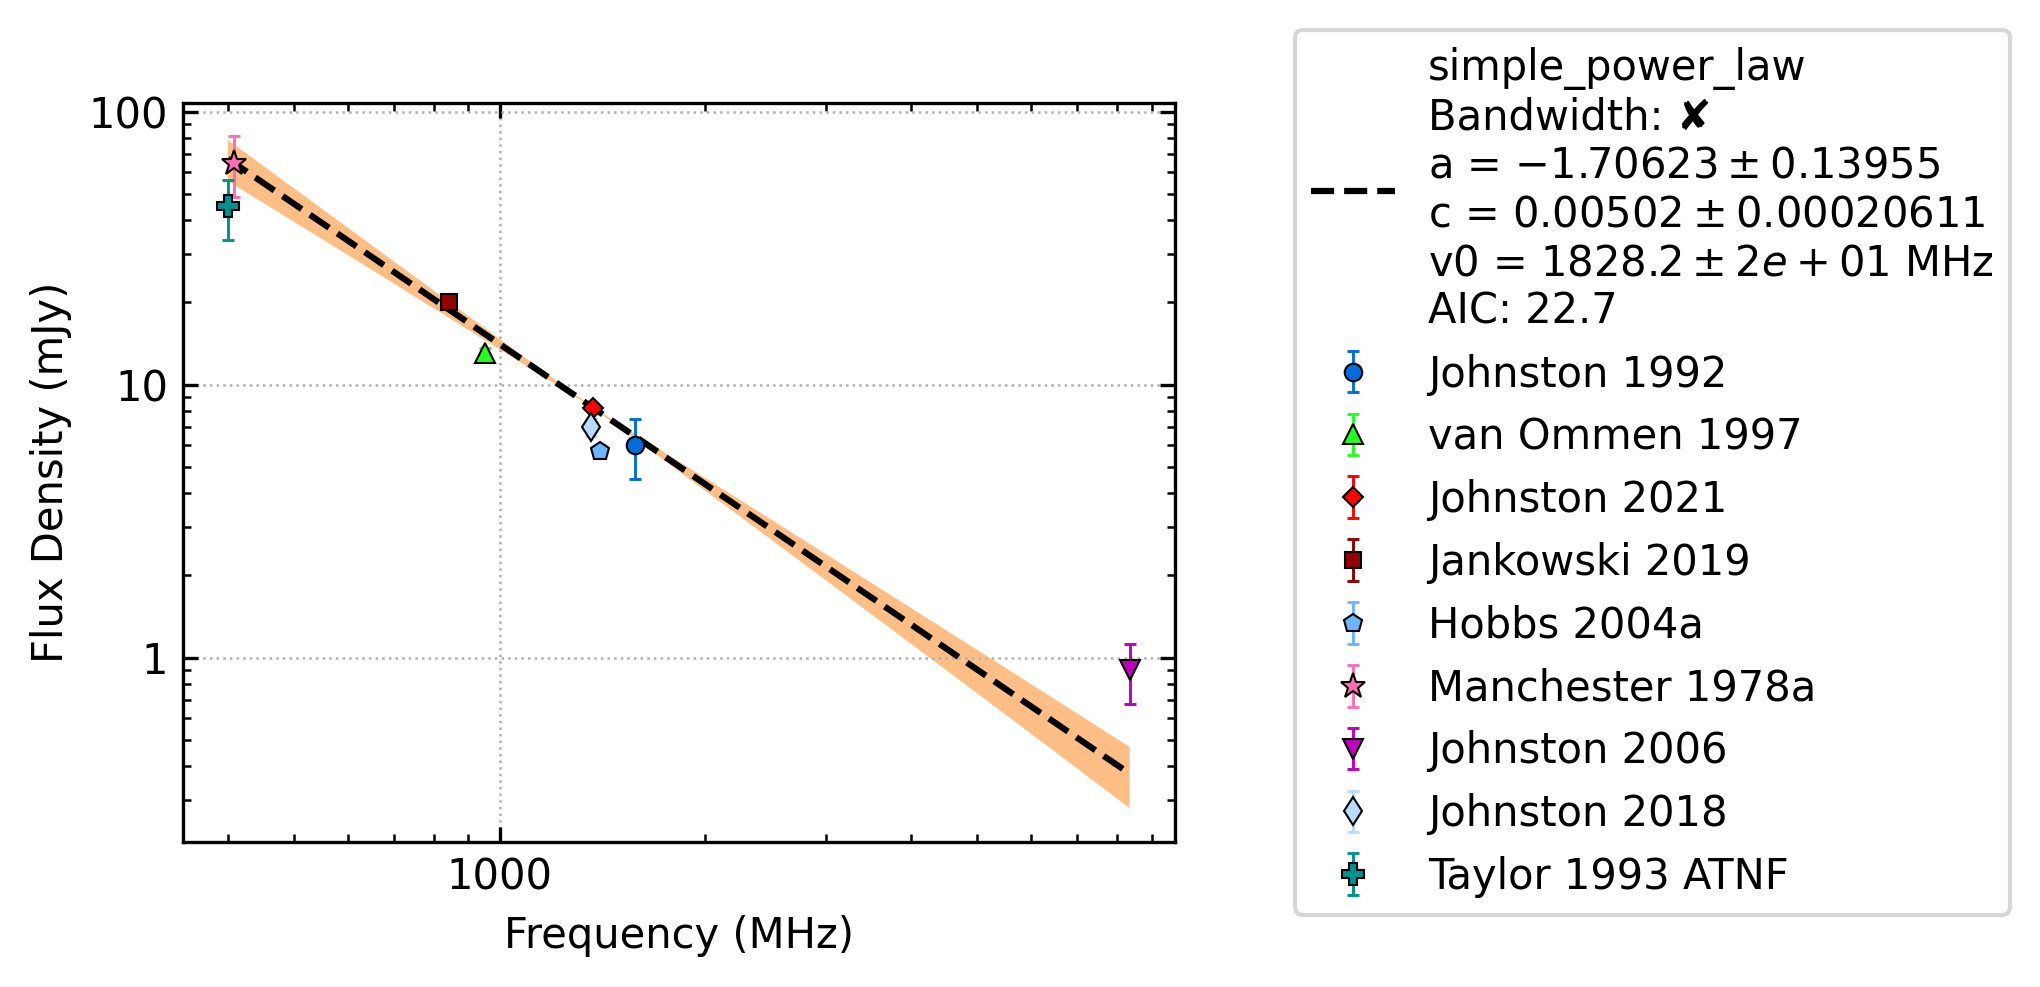 100
10
1
1000
Flux Density (mJy)
Frequency (MHz)
simple_power_law
Bandwidth: ✘
a = −1.70623 ± 0.13955
c = 0.00502 ± 0.00020611
v0 = 1828.2 ± 2e + 01 MHz
AIC: 22.7
Johnston 1992
van Ommen 1997
Johnston 2021
Jankowski 2019
Hobbs 2004a
Manchester 1978a
Johnston 2006
Johnston 2018
Taylor 1993 ATNF